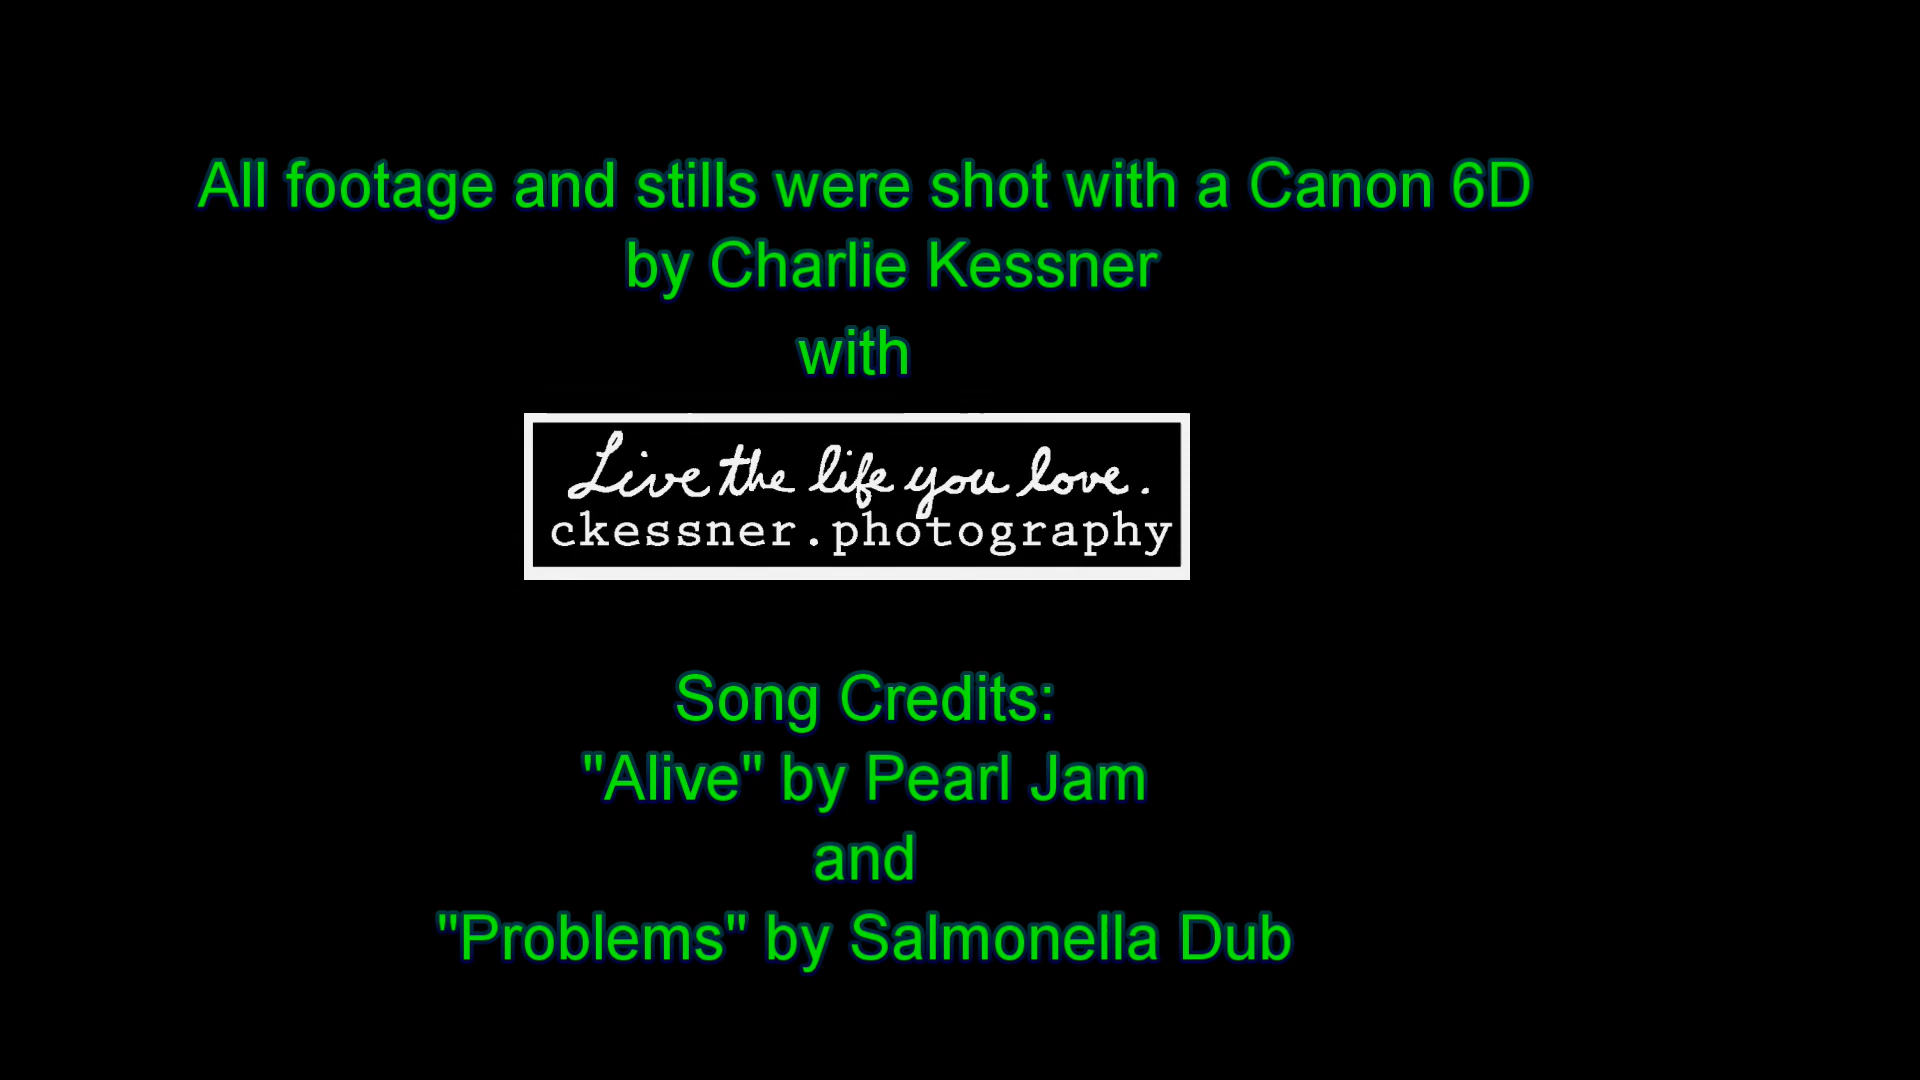 All footage and stills were shot with a Canon 6D
by Charlie Kessner
with
Live the life you love.
ckessner.photography
Song Credits:
"Alive" by Pearl Jam
and
"Problems" by Salmonella Dub